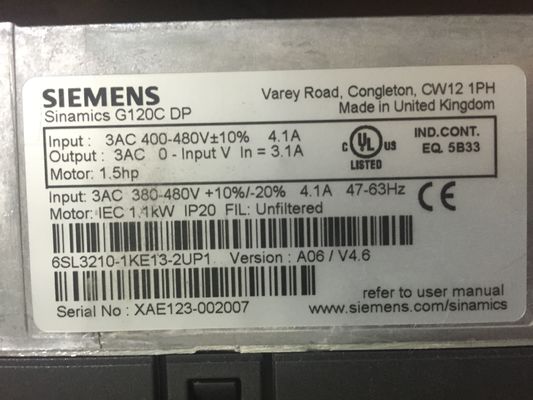 SIEMENS
Sinamics G120C DP
Varey Road, Congleton, CW12 1PH
Made in United Kingdom
Input : 3AC 400-480V±10% 4.1A
Output : 3AC 0 - Input V In = 3.1A
Motor: 1.5hp
C UL US
LISTED
IND.CONT.
EQ. 5B33
Input: 3AC 380-480V +10%/-20% 4.1A 47-63Hz
Motor: IEC 1.1kW IP20 FIL: Unfiltered
CE
6SL3210-1KE13-2UP1 Version : A06 / V4.6
Serial No : XAE123-002007
refer to user manual
www.siemens.com/sinamics